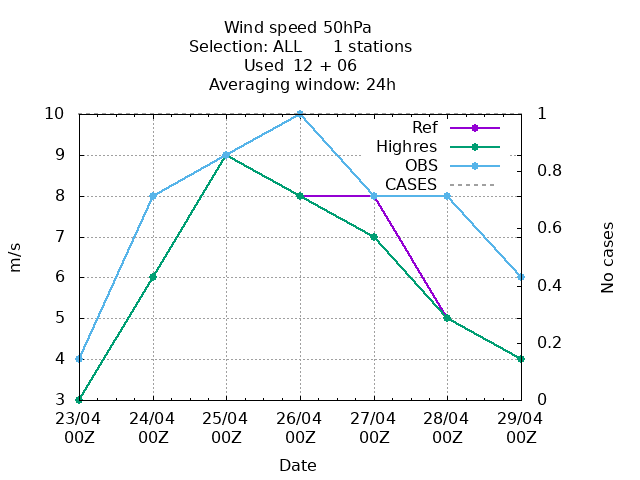 Wind speed 50hPa
Selection: ALL      1 stations
Used  12 + 06
Averaging window: 24h
10
9
8
7
6
5
4
3
m/s
1
0.8
0.6
0.4
0.2
0
No cases
Ref
Highres
OBS
CASES
23/04 24/04 25/04 26/04 27/04 28/04 29/04
00Z 00Z 00Z 00Z 00Z 00Z 00Z
Date